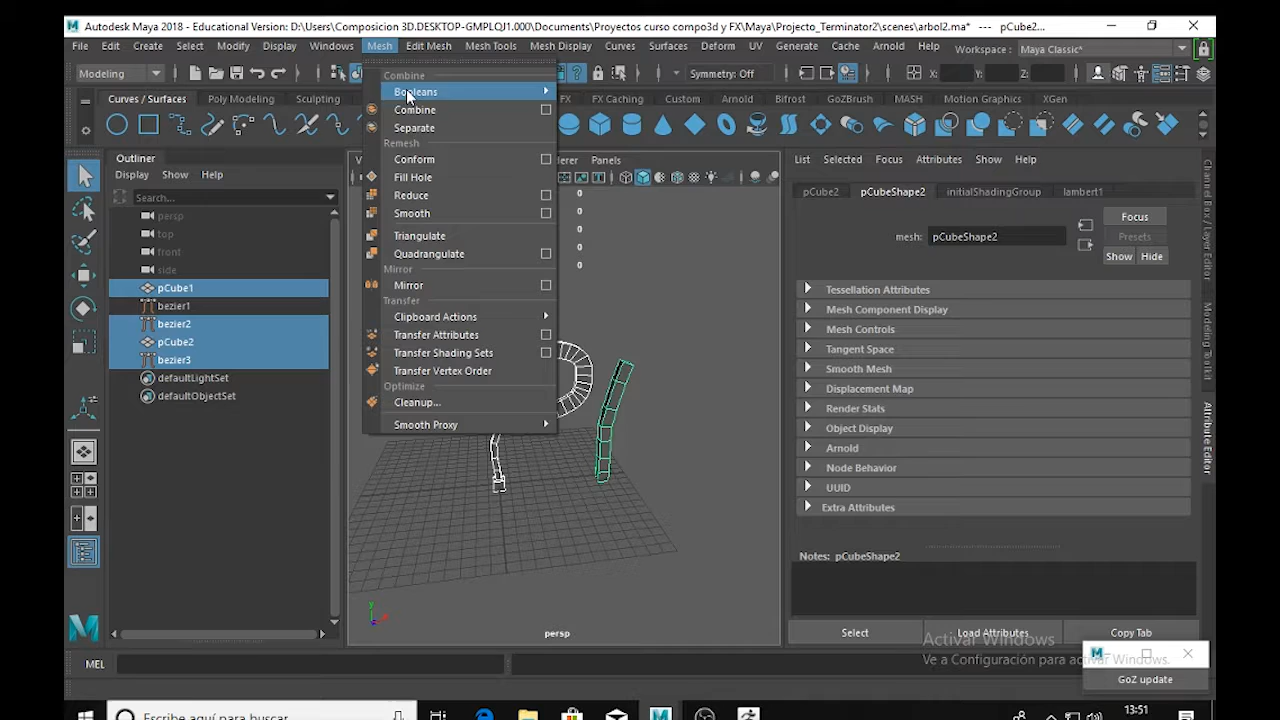 Autodesk Maya 2018 - Educational Version: D:\Users\Composicion 3D.DESKTOP-GMPLQJ1.000\Documents\Proyectos curso compo3d y FX\Maya\Projecto_Terminator2\scenes\arbol2.ma* --- pCube2...
File Edit Create Select Modify Display Windows Mesh Edit Mesh Mesh Tools Mesh Display Curves Surfaces Deform UV Generate Cache Arnold Help Workspace : Maya Classic*
Modeling Symmetry: Off X: Y: Z:
Curves / Surfaces Poly Modeling Sculpting FX FX Caching Custom Arnold Bifrost GoZBrush MASH Motion Graphics XGen
Combine
Booleans
Combine
Separate
Remesh
Conform
Fill Hole
Reduce
Smooth
Triangulate
Quadrangulate
Mirror
Mirror
Transfer
Clipboard Actions
Transfer Attributes
Transfer Shading Sets
Transfer Vertex Order
Optimize
Cleanup...
Smooth Proxy
Outliner
Display Show Help
Search...
persp
top
front
side
pCube1
bezier1
bezier2
pCube2
bezier3
defaultLightSet
defaultObjectSet
Panels
0
0
0
0
0
persp
List Selected Focus Attributes Show Help
pCube2 pCubeShape2 initialShadingGroup lambert1
Focus
mesh: pCubeShape2
Presets
Show Hide
Tessellation Attributes
Mesh Component Display
Mesh Controls
Tangent Space
Smooth Mesh
Displacement Map
Render Stats
Object Display
Arnold
Node Behavior
UUID
Extra Attributes
Notes: pCubeShape2
Select Load Attributes Copy Tab
Channel Box / Layer Editor
Modeling Toolkit
Attribute Editor
Activar Windows
Ve a Configuración para activar Windows.
GoZ update
MEL
Escribe aquí para buscar
13:51